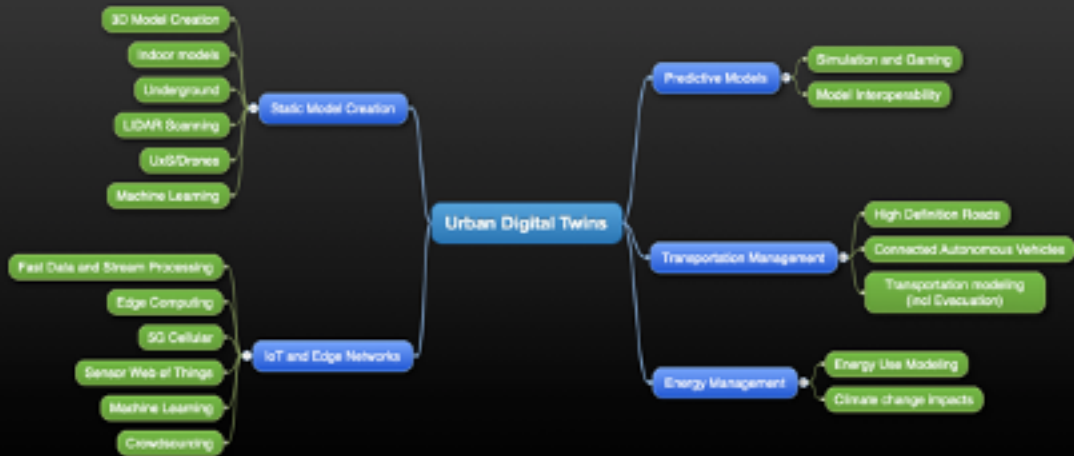 3D Model Creation
Indoor models
Underground
LIDAR Scanning
UxS/Drones
Machine Learning
Static Model Creation
Fast Data and Stream Processing
Edge Computing
5G Cellular
Sensor Web of Things
Machine Learning
Crowdsourcing
IoT and Edge Networks
Urban Digital Twins
Predictive Models
Simulation and Gaming
Model Interoperability
Transportation Management
High Definition Roads
Connected Autonomous Vehicles
Transportation modeling
(incl Evacuation)
Energy Management
Energy Use Modeling
Climate change impacts